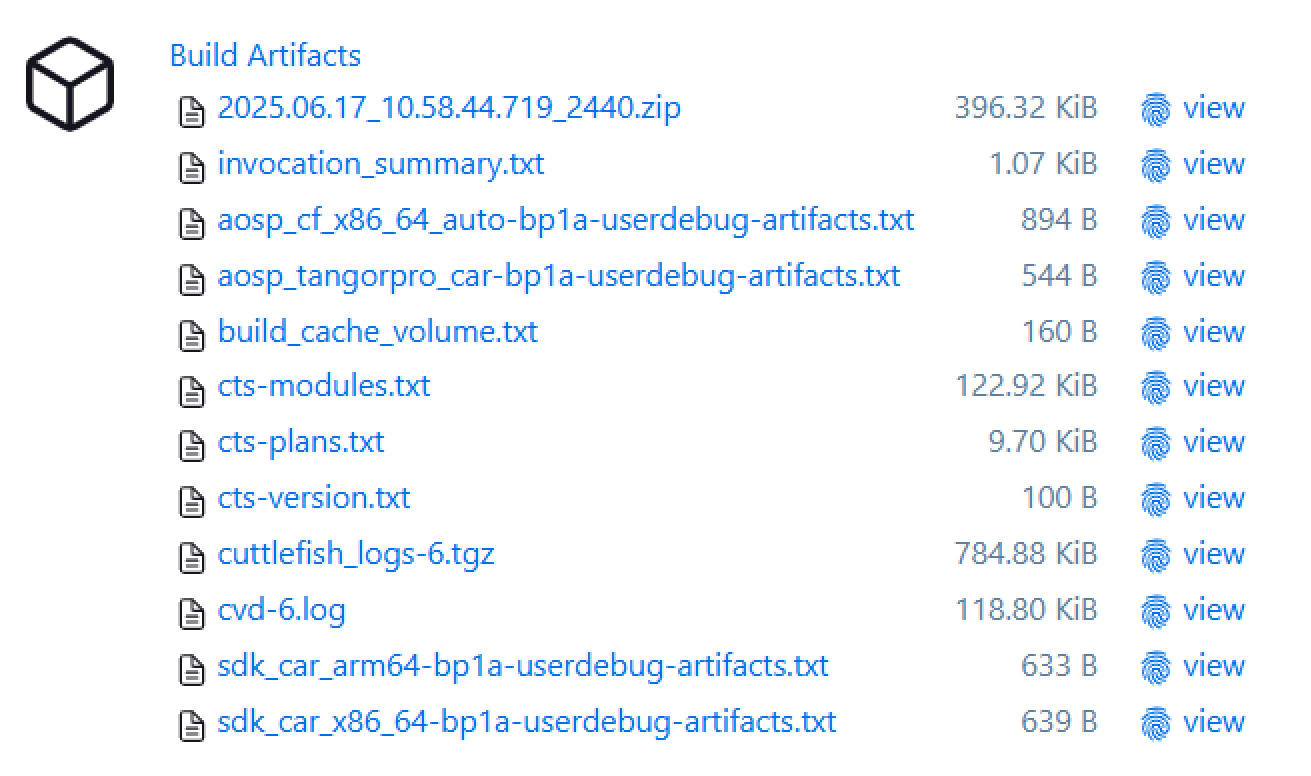 Build Artifacts
2025.06.17_10.58.44.719_2440.zip 396.32 KiB view
invocation_summary.txt 1.07 KiB view
aosp_cf_x86_64_auto-bp1a-userdebug-artifacts.txt 894 B view
aosp_tangorpro_car-bp1a-userdebug-artifacts.txt 544 B view
build_cache_volume.txt 160 B view
cts-modules.txt 122.92 KiB view
cts-plans.txt 9.70 KiB view
cts-version.txt 100 B view
cuttlefish_logs-6.tgz 784.88 KiB view
cvd-6.log 118.80 KiB view
sdk_car_arm64-bp1a-userdebug-artifacts.txt 633 B view
sdk_car_x86_64-bp1a-userdebug-artifacts.txt 639 B view